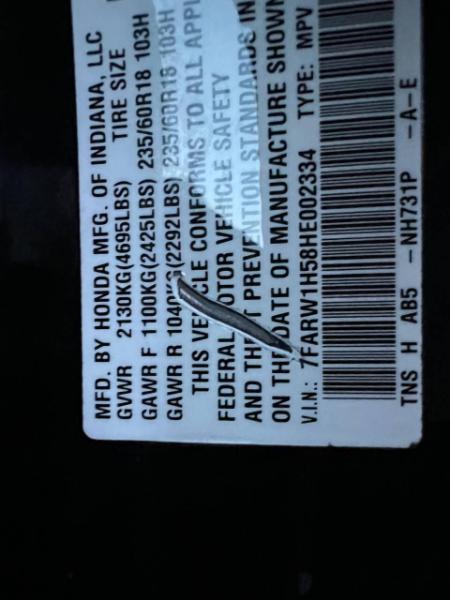 MFD. BY HONDA MFG. OF INDIANA, LLC
TIRE SIZE
GVWR 2130KG(4695LBS)
GAWR F 1100KG(2425LBS) 235/60R18 103H
GAWR R 1040KG(2292LBS) 235/60R18 103H
THIS VEHICLE CONFORMS TO ALL APPL
FEDERAL MOTOR VEHICLE SAFETY
AND THEFT PREVENTION STANDARDS IN
ON THE DATE OF MANUFACTURE SHOWN
V.I.N.: 7FARW1H58HE002334 TYPE: MPV
TNS H AB5 -NH731P -A-E